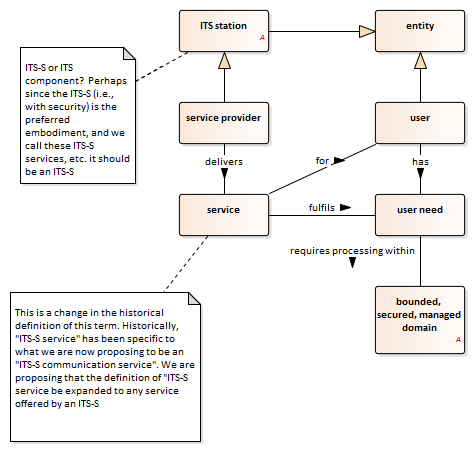 ITS station
A
entity
ITS-S or ITS
component?  Perhaps
since the ITS-S (i.e.,
with security) is the
preferred
embodiment, and we
call these ITS-S
services, etc. it should
be an ITS-S
service provider
user
delivers
for
has
service
fulfils
user need
requires processing within
bounded,
secured, managed
domain
A
This is a change in the historical
definition of this term. Historically,
"ITS-S service" has been specific to
what we are now proposing to be an
"ITS-S communication service". We are
proposing that the definition of "ITS-S
service be expanded to any service
offered by an ITS-S